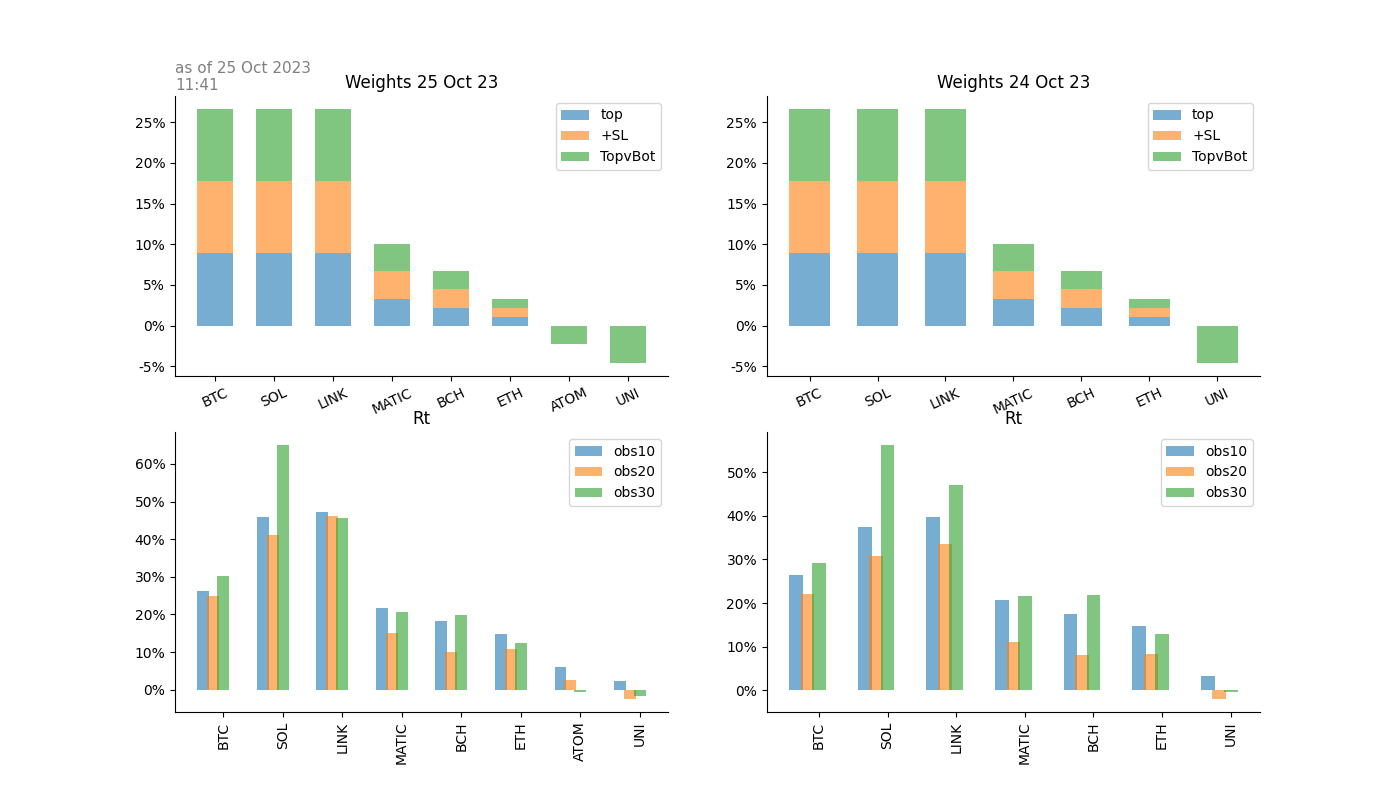 as of 25 Oct 2023
11:41
Weights 25 Oct 23
25%
20%
15%
10%
5%
0%
-5%
top
+SL
TopvBot
BTC SOL LINK MATIC BCH ETH ATOM UNI
Weights 24 Oct 23
25%
20%
15%
10%
5%
0%
-5%
top
+SL
TopvBot
BTC SOL LINK MATIC BCH ETH UNI
Rt
60%
50%
40%
30%
20%
10%
0%
obs10
obs20
obs30
BTC SOL LINK MATIC BCH ETH ATOM UNI
Rt
50%
40%
30%
20%
10%
0%
obs10
obs20
obs30
BTC SOL LINK MATIC BCH ETH UNI